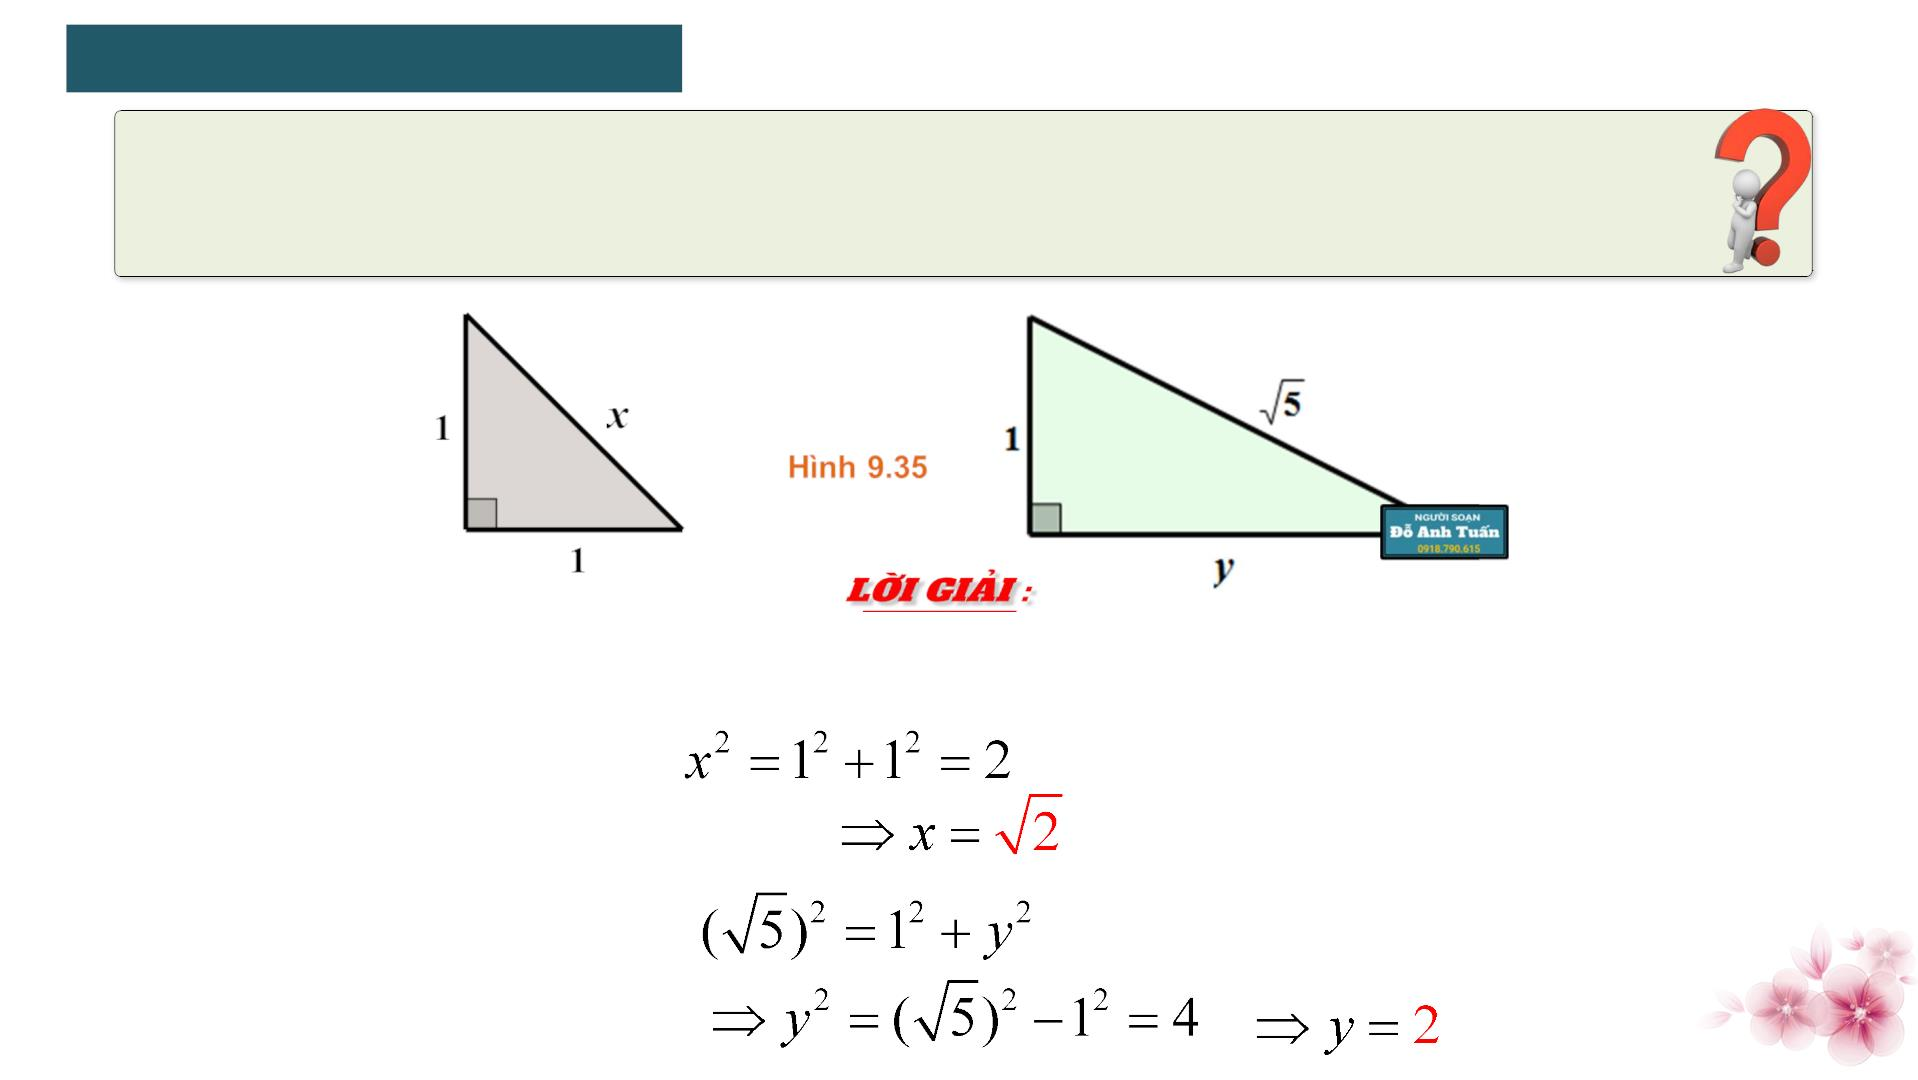 1
x
1
Hình 9.35
1
√5
y
NGƯỜI SOẠN
Đỗ Anh Tuấn
0918.790.615
LỜI GIẢI :
x² = 1² + 1² = 2
⇒ x = √2
(√5)² = 1² + y²
⇒ y² = (√5)² − 1² = 4 ⇒ y = 2